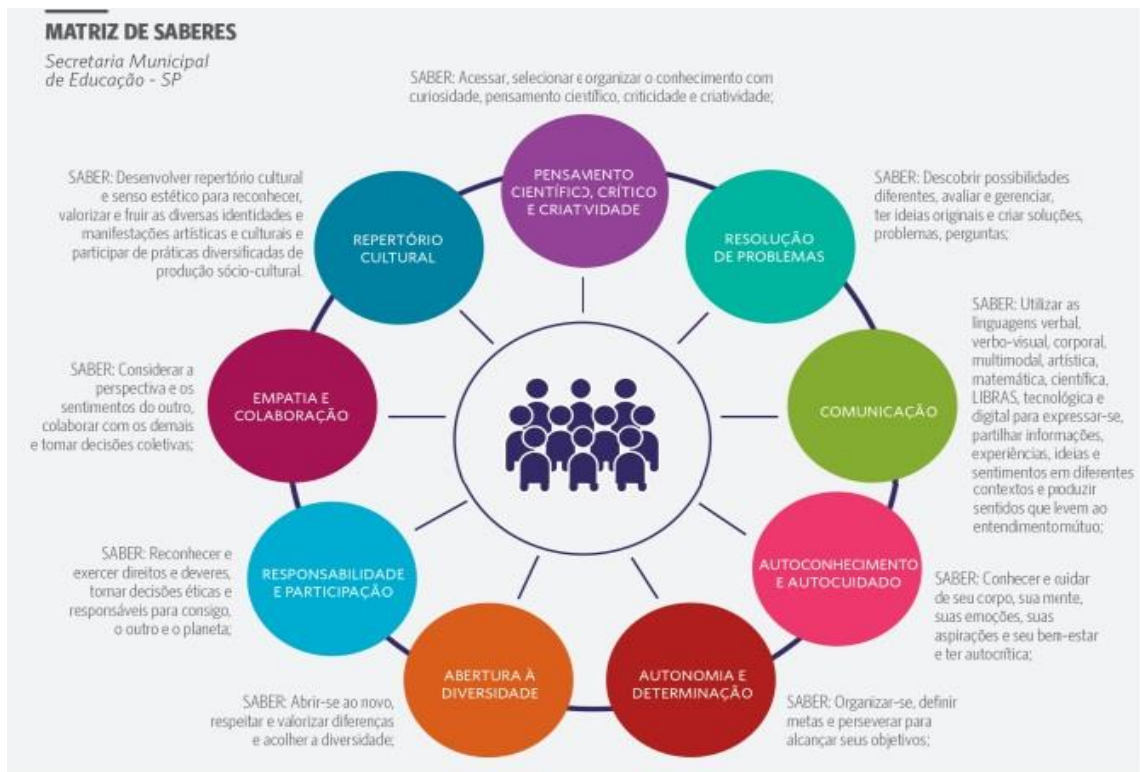 MATRIZ DE SABERES
Secretaria Municipal
de Educação - SP
SABER: Acessar, selecionar e organizar o conhecimento com
curiosidade, pensamento científico, criticidade e criatividade;
PENSAMENTO
CIENTÍFICO, CRÍTICO
E CRIATIVIDADE
SABER: Descobrir possibilidades
diferentes, avaliar e gerenciar,
ter ideias originais e criar soluções,
problemas, perguntas;
RESOLUÇÃO
DE PROBLEMAS
SABER: Utilizar as
linguagens verbal,
verbo-visual, corporal,
multimodal, artística,
matemática, científica,
LIBRAS, tecnológica e
digital para expressar-se,
partilhar informações,
experiências, ideias e
sentimentos em diferentes
contextos e produzir
sentidos que levem ao
entendimento mútuo;
COMUNICAÇÃO
AUTOCONHECIMENTO
E AUTOCUIDADO
SABER: Conhecer e cuidar
de seu corpo, sua mente,
suas emoções, suas
aspirações e seu bem-estar
e ter autocrítica;
AUTONOMIA E
DETERMINAÇÃO
SABER: Organizar-se, definir
metas e perseverar para
alcançar seus objetivos;
ABERTURA À
DIVERSIDADE
SABER: Abrir-se ao novo,
respeitar e valorizar diferenças
e acolher a diversidade;
RESPONSABILIDADE
E PARTICIPAÇÃO
SABER: Reconhecer e
exercer direitos e deveres,
tomar decisões éticas e
responsáveis para consigo,
o outro e o planeta;
EMPATIA E
COLABORAÇÃO
SABER: Considerar a
perspectiva e os
sentimentos do outro,
colaborar com os demais
e tomar decisões coletivas;
REPERTÓRIO
CULTURAL
SABER: Desenvolver repertório cultural
e senso estético para reconhecer,
valorizar e fruir as diversas identidades e
manifestações artísticas e culturais e
participar de práticas diversificadas de
produção sócio-cultural.